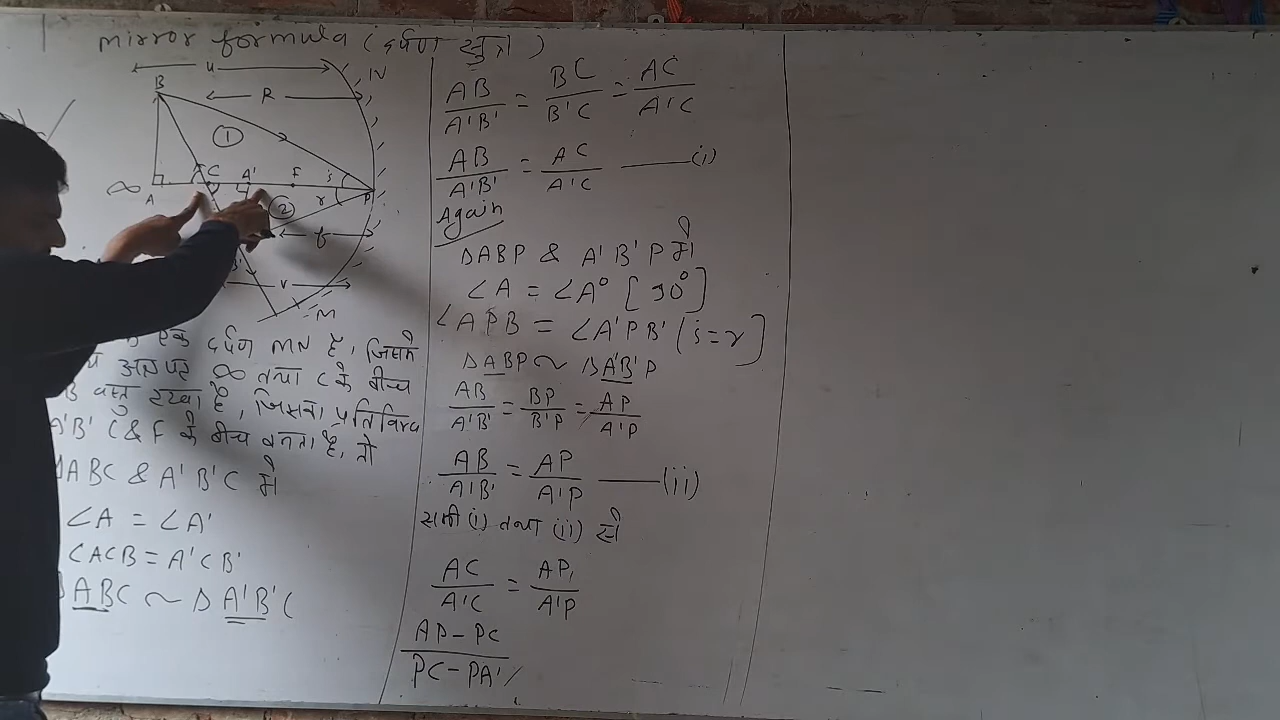 mirror formula (दर्पण सुत्र)
u
N
B
R
①
C A' F i
∞
A
r P
②
f
B'
v
M
एक दर्पण MN है, जिसके
अक्ष पर ∞ तथा C के बीच
B वस्तु रखा है, जिसका प्रतिविम्ब
A'B' C & F के बीच बनता है, तो
ΔABC & A'B'C में
∠A = ∠A'
∠ACB = A'CB'
ΔABC ~ ΔA'B'C
AB/A'B' = BC/B'C = AC/A'C
AB/A'B' = AC/A'C ——(i)
Again
ΔABP & A'B'P में
∠A = ∠A° [90°]
∠APB = ∠A'PB' (i=r]
ΔABP ~ ΔA'B'P
AB/A'B' = BP/B'P = AP/A'P
AB/A'B' = AP/A'P ——(ii)
समी (i) तथा (ii) से
AC/A'C = AP/A'P
AP-PC/PC-PA'